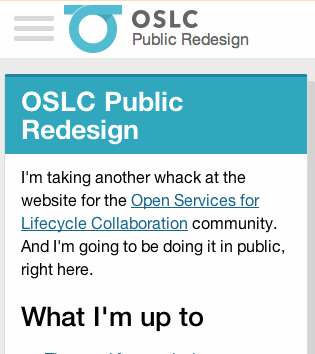 OSLC
Public Redesign
OSLC Public
Redesign
I'm taking another whack at the
website for the Open Services for
Lifecycle Collaboration community.
And I'm going to be doing it in public,
right here.
What I'm up to